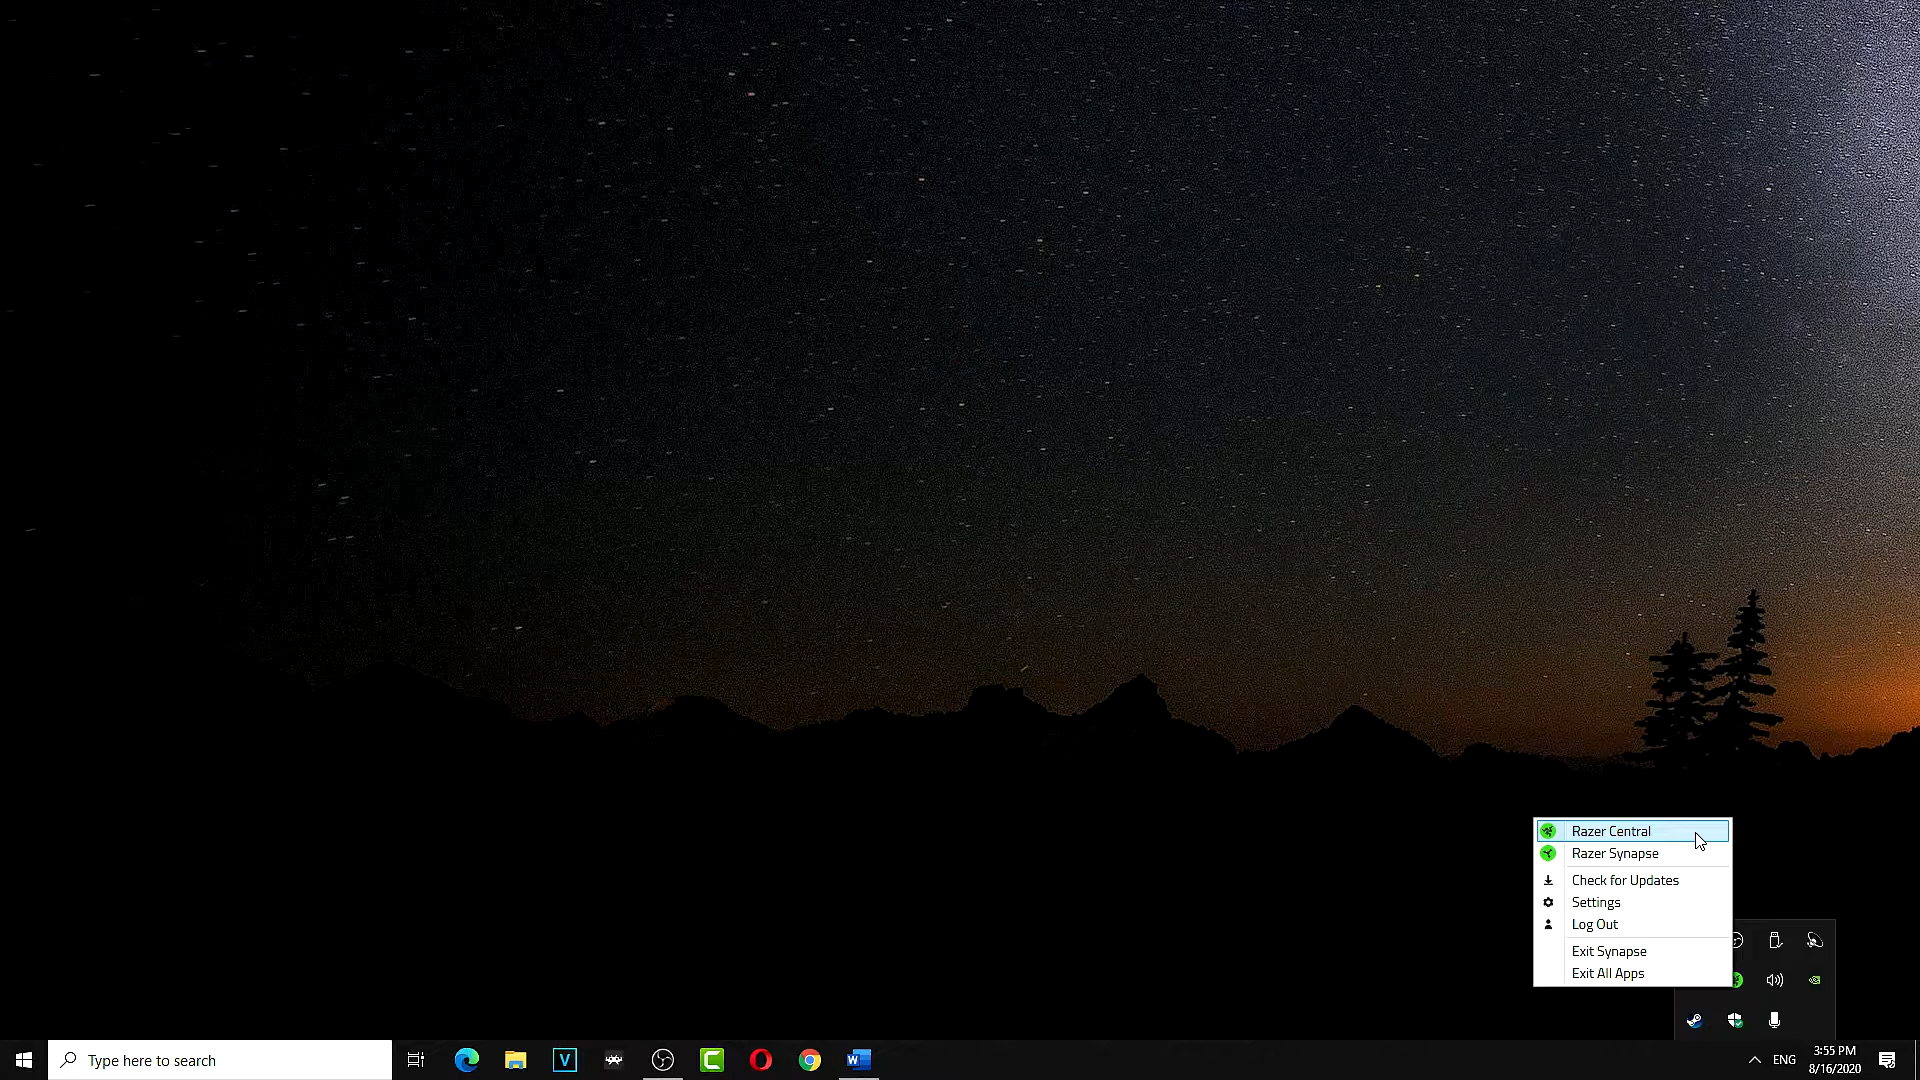 Razer Central
Razer Synapse
Check for Updates
Settings
Log Out
Exit Synapse
Exit All Apps
Type here to search
V
W
ENG
3:55 PM
8/16/2020